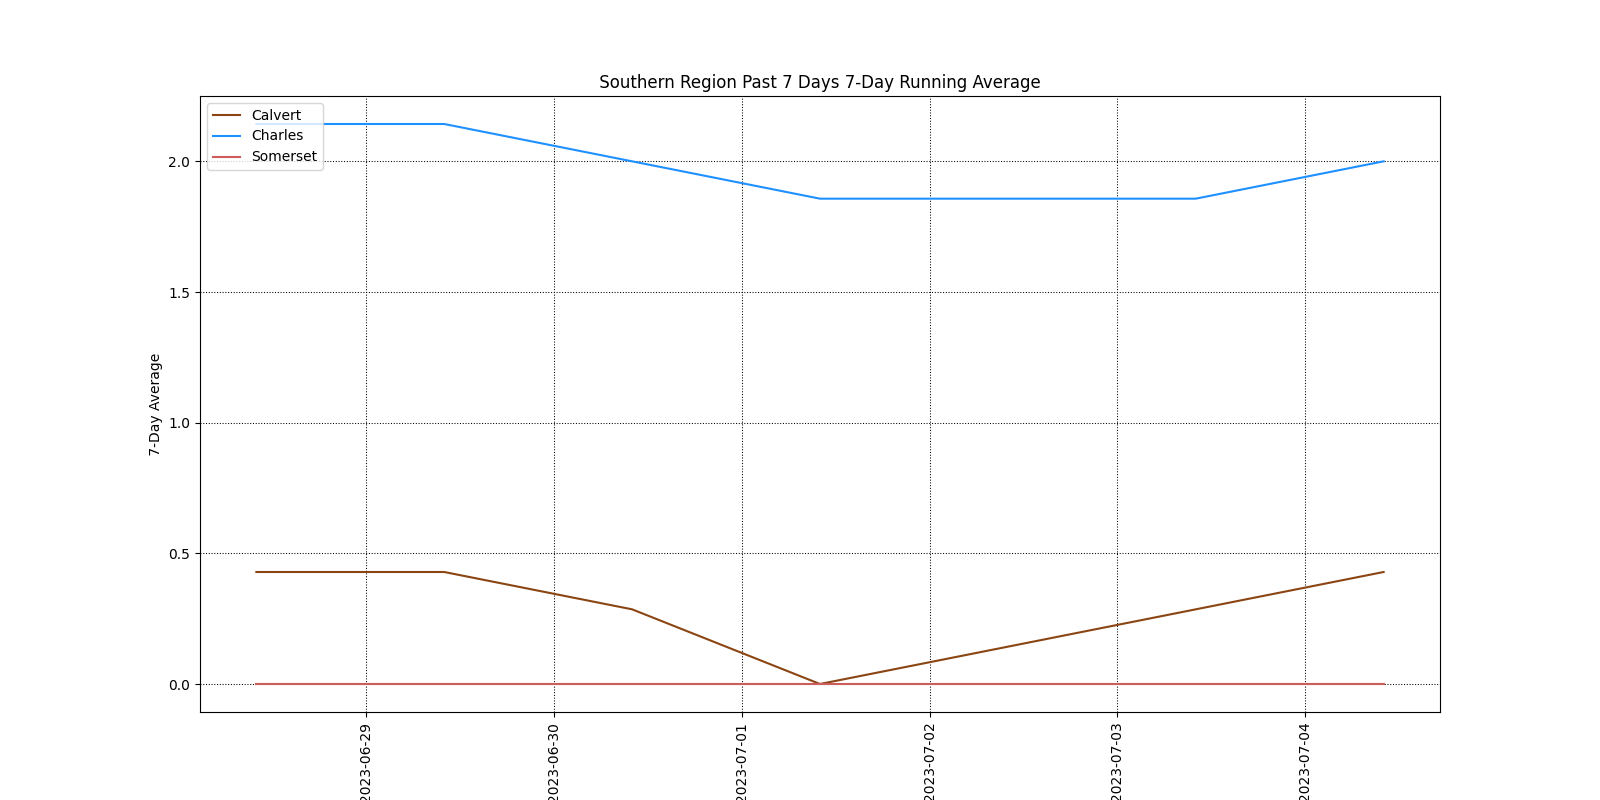 Southern Region Past 7 Days 7-Day Running Average
Calvert
Charles
Somerset
7-Day Average
2.0
1.5
1.0
0.5
0.0
2023-06-29
2023-06-30
2023-07-01
2023-07-02
2023-07-03
2023-07-04